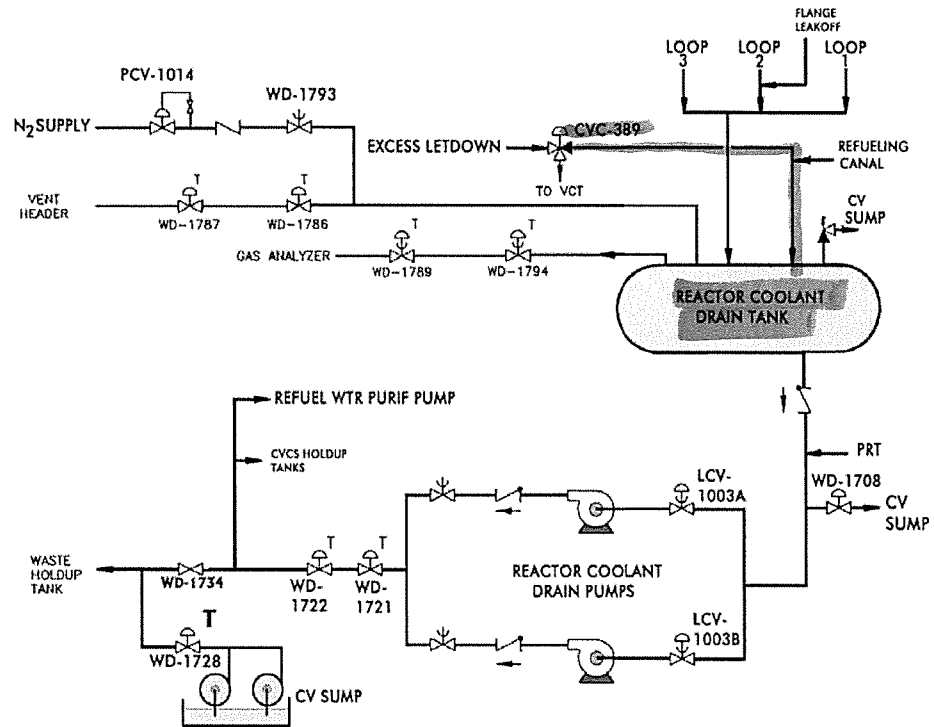 FLANGE
LEAKOFF
LOOP
3
LOOP
2
LOOP
1
PCV-1014
WD-1793
N2 SUPPLY
EXCESS LETDOWN
CVC-389
REFUELING
CANAL
TO VCT
CV
SUMP
VENT
HEADER
T
T
WD-1787
WD-1786
GAS ANALYZER
T
T
WD-1789
WD-1794
REACTOR COOLANT
DRAIN TANK
REFUEL WTR PURIF PUMP
CVCS HOLDUP
TANKS
PRT
LCV-
1003A
WD-1708
CV
SUMP
WASTE
HOLDUP
TANK
WD-1734
T
T
WD-
1722
WD-
1721
REACTOR COOLANT
DRAIN PUMPS
LCV-
1003B
T
WD-1728
CV SUMP